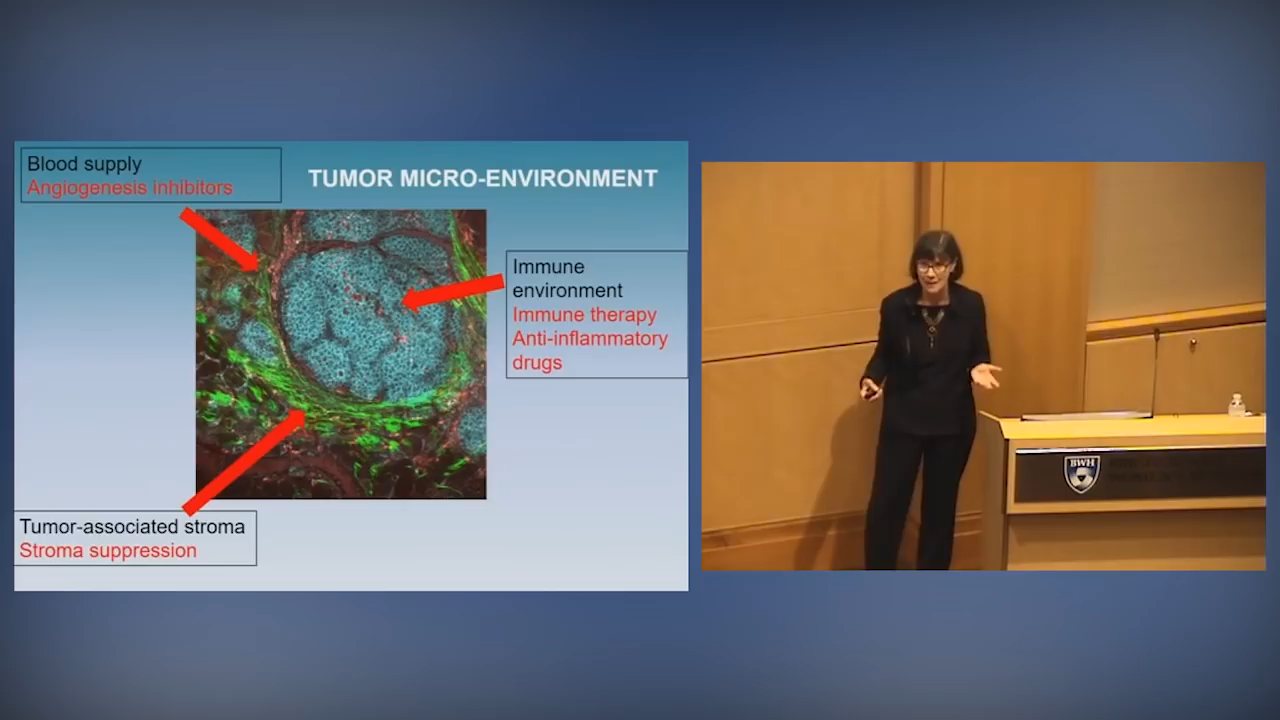 Blood supply
Angiogenesis inhibitors
TUMOR MICRO-ENVIRONMENT
Immune
environment
Immune therapy
Anti-inflammatory
drugs
Tumor-associated stroma
Stroma suppression
BWH